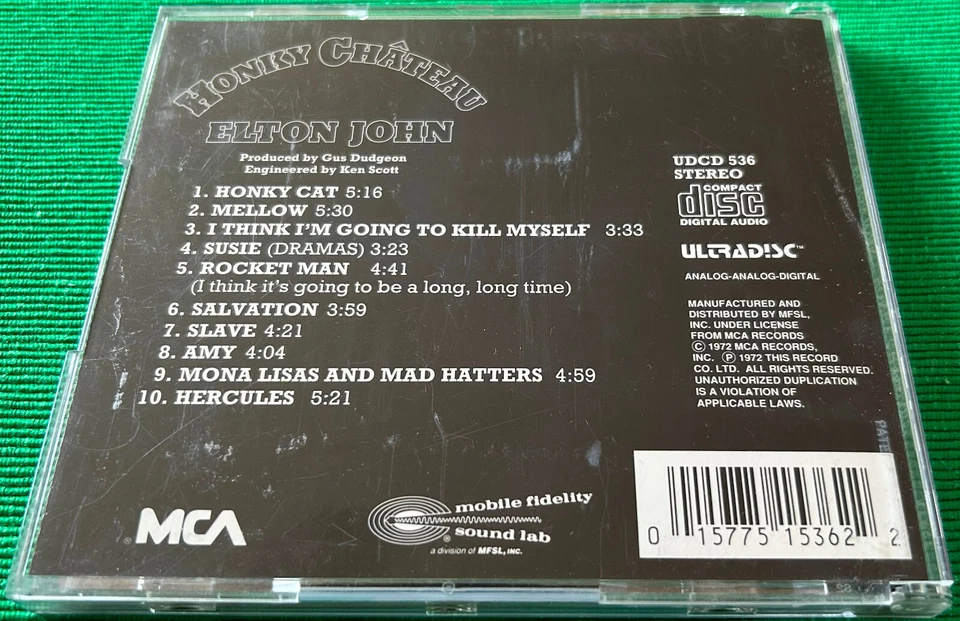 HONKY CHÂTEAU
ELTON JOHN
Produced by Gus Dudgeon
Engineered by Ken Scott
1. HONKY CAT 5:16
2. MELLOW 5:30
3. I THINK I'M GOING TO KILL MYSELF 3:33
4. SUSIE (DRAMAS) 3:23
5. ROCKET MAN 4:41
(I think it's going to be a long, long time)
6. SALVATION 3:59
7. SLAVE 4:21
8. AMY 4:04
9. MONA LISAS AND MAD HATTERS 4:59
10. HERCULES 5:21
UDCD 536
STEREO
COMPACT
disc
DIGITAL AUDIO
ULTRADISC™
ANALOG-ANALOG-DIGITAL
MANUFACTURED AND
DISTRIBUTED BY MFSL,
INC. UNDER LICENSE
FROM MCA RECORDS
Ⓒ 1972 MCA RECORDS,
INC. Ⓟ 1972 THIS RECORD
CO. LTD. ALL RIGHTS RESERVED.
UNAUTHORIZED DUPLICATION
IS A VIOLATION OF
APPLICABLE LAWS.
®MCA
mobile fidelity
sound lab
®
a division of MFSL, INC.
0 15775 15362 2